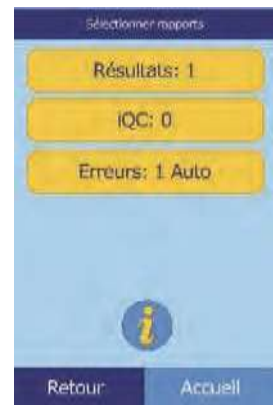 Sélectionner rapports
Résultats: 1
iQC: 0
Erreurs: 1 Auto
i
Retour
Accueil